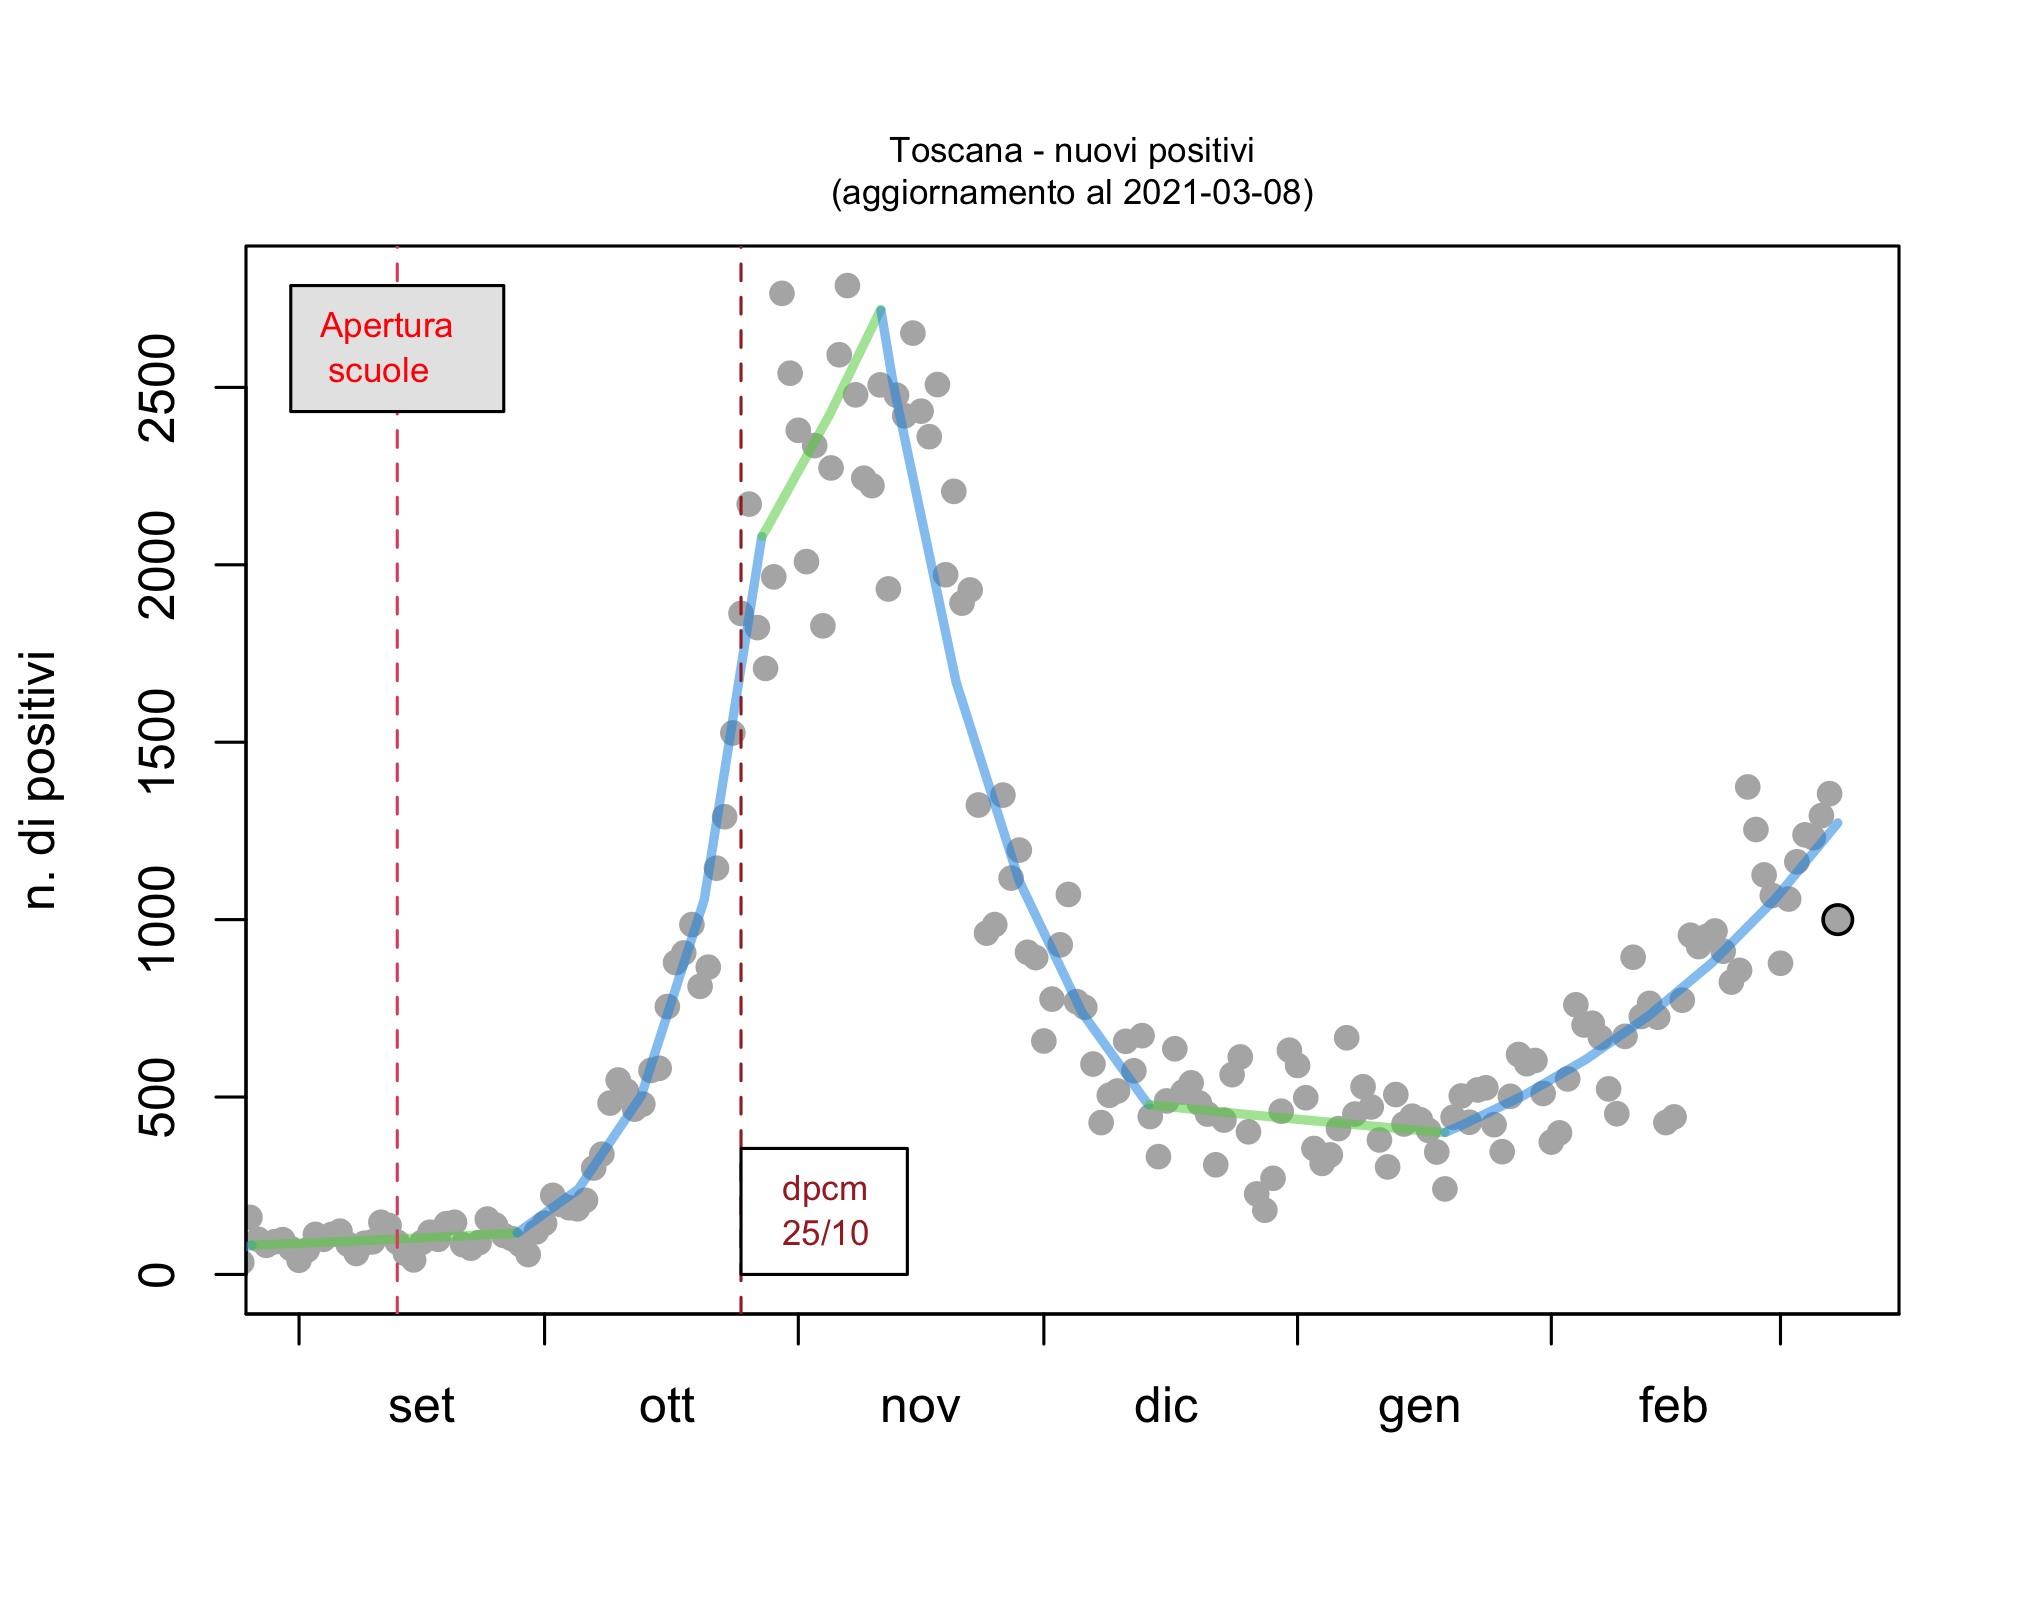 Toscana - nuovi positivi
(aggiornamento al 2021-03-08)
n. di positivi
2500
2000
1500
1000
500
0
Apertura
scuole
dpcm
25/10
set ott nov dic gen feb